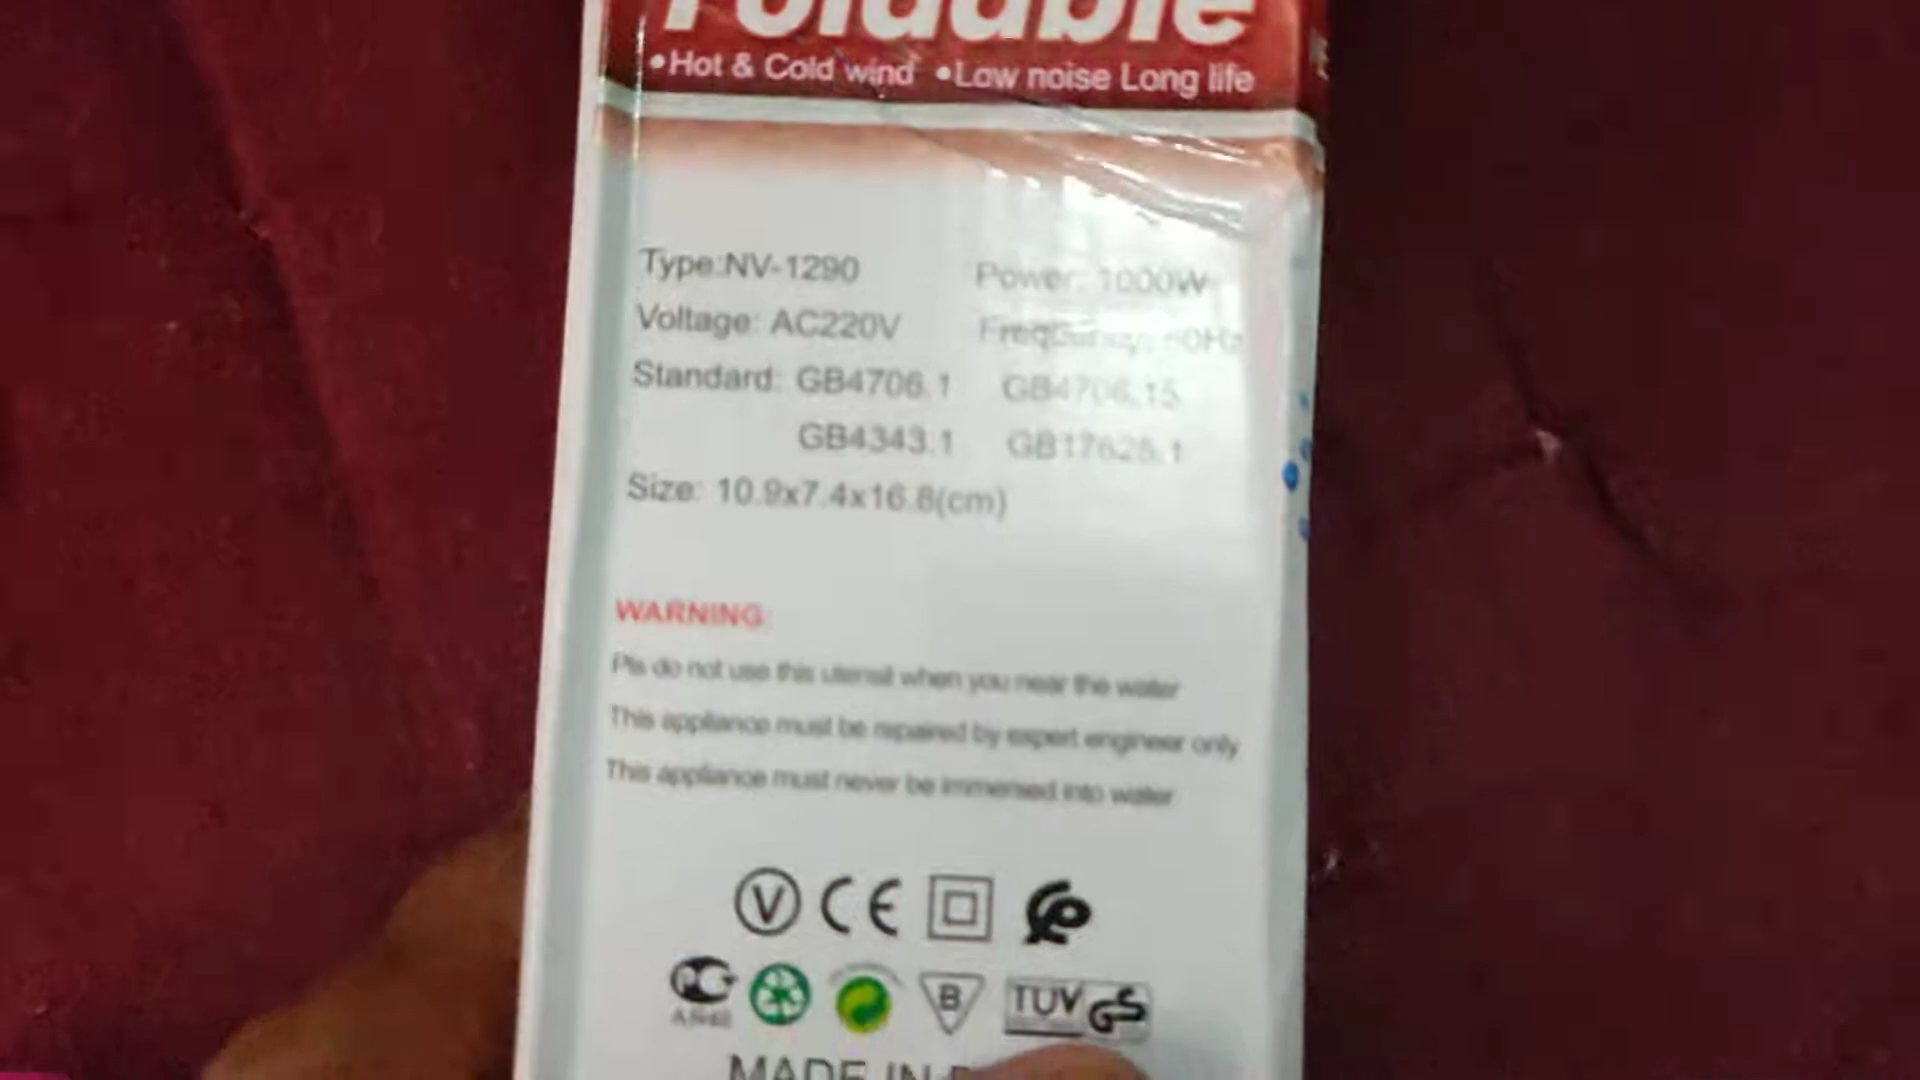 Foldable
•Hot & Cold wind •Low noise Long life
Type:NV-1290 Power: 1000W
Voltage: AC220V
Standard: GB4706.1 GB4706.15
GB4343.1 GB17625.1
Size: 10.9x7.4x16.8(cm)
WARNING:
Pls do not use this utensil when you near the water
This appliance must be repaired by expert engineer only
This appliance must never be immersed into water
V CE
B TUV GS
MADE IN